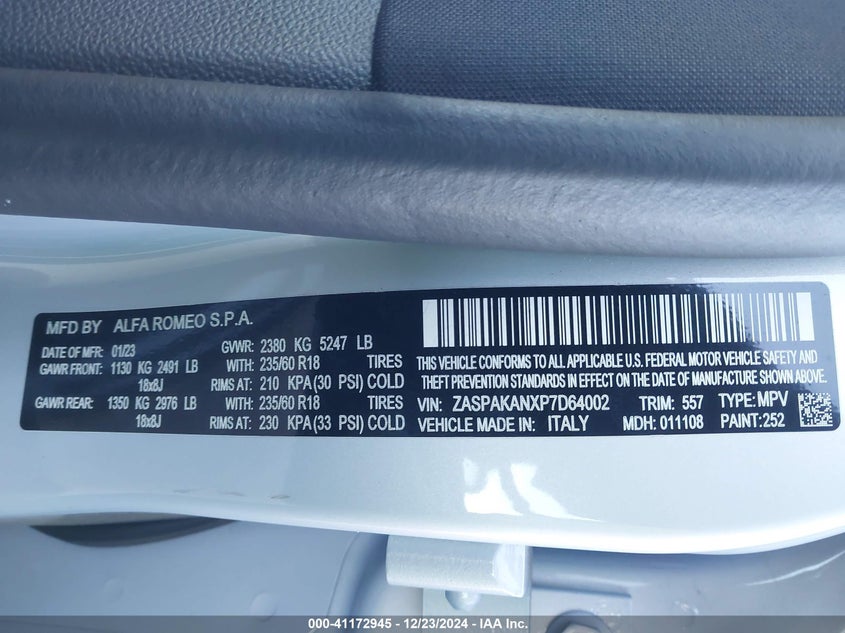 MFD BY ALFA ROMEO S.P.A.
DATE OF MFR: 01/23 GVWR: 2380 KG 5247 LB
GAWR FRONT: 1130 KG 2491 LB WITH: 235/60 R18 TIRES
18x8J RIMS AT: 210 KPA(30 PSI) COLD
GAWR REAR: 1350 KG 2976 LB WITH: 235/60 R18 TIRES
18x8J RIMS AT: 230 KPA(33 PSI) COLD
THIS VEHICLE CONFORMS TO ALL APPLICABLE U.S. FEDERAL MOTOR VEHICLE SAFETY AND
THEFT PREVENTION STANDARDS IN EFFECT ON THE DATE OF MANUFACTURE SHOWN ABOVE.
VIN: ZASPAKANXP7D64002 TRIM: 557 TYPE: MPV
VEHICLE MADE IN: ITALY MDH: 011108 PAINT: 252
000-41172945 - 12/23/2024 - IAA Inc.